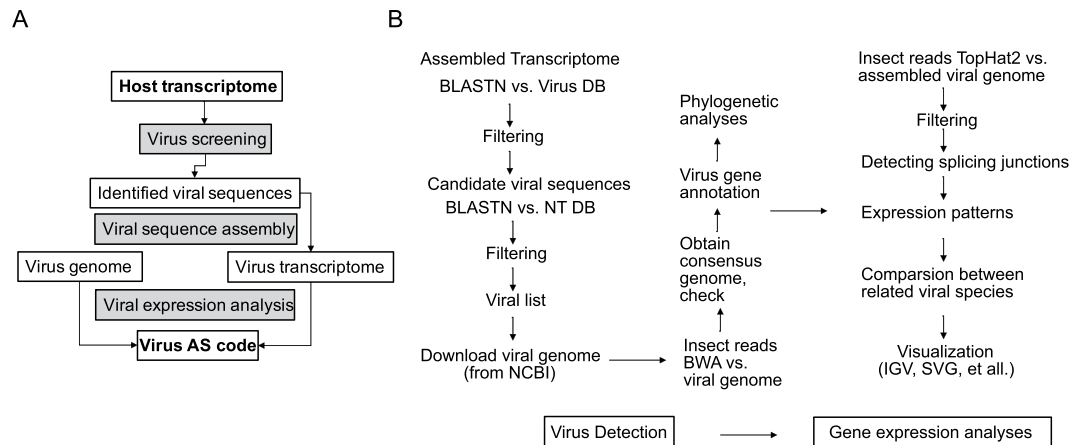 A
Host transcriptome
Virus screening
Identified viral sequences
Viral sequence assembly
Virus genome
Virus transcriptome
Viral expression analysis
Virus AS code
B
Assembled Transcriptome
BLASTN vs. Virus DB
Filtering
Candidate viral sequences
BLASTN vs. NT DB
Filtering
Viral list
Download viral genome
(from NCBI)
Phylogenetic
analyses
Virus gene
annotation
Obtain
consensus
genome,
check
Insect reads
BWA vs.
viral genome
Insect reads TopHat2 vs.
assembled viral genome
Filtering
Detecting splicing junctions
Expression patterns
Comparsion between
related viral species
Visualization
(IGV, SVG, et all.)
Virus Detection
Gene expression analyses